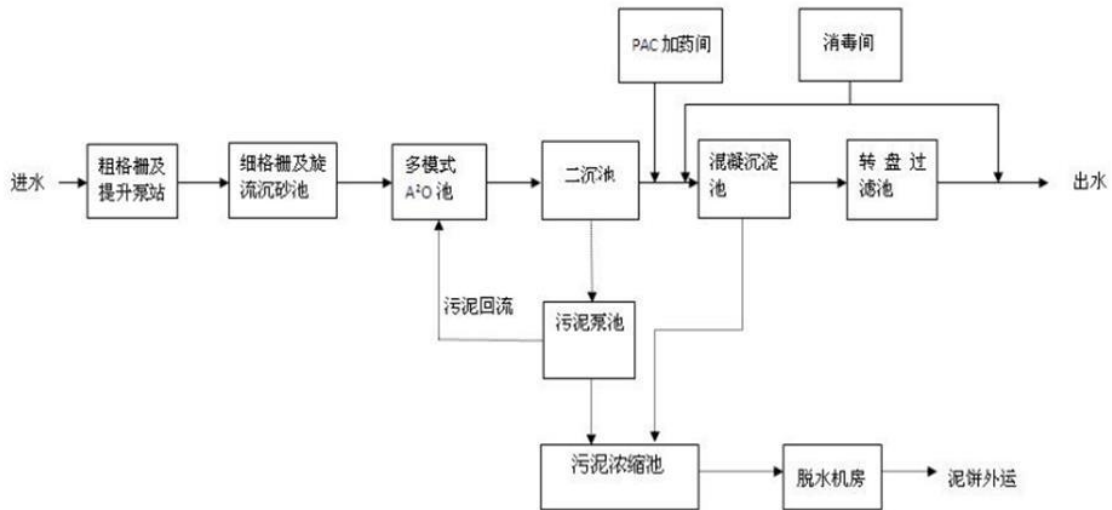 PAC加药间
消毒间
进水
粗格栅及
提升泵站
细格栅及旋
流沉砂池
多模式
A²O 池
二沉池
混凝沉淀
池
转盘过
滤池
出水
污泥回流
污泥泵池
污泥浓缩池
脱水机房
泥饼外运